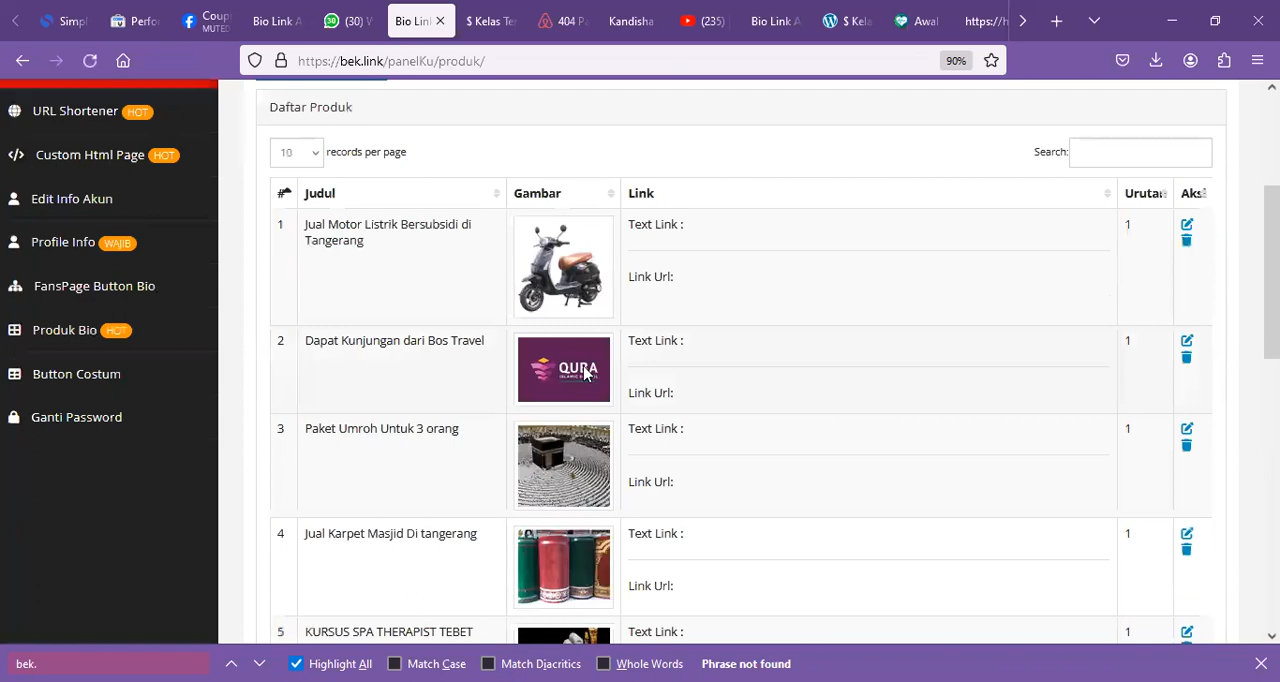 Simpl
Perfor
Coup
MUTED
Bio Link A
(30) W
Bio Lin
$ Kelas Te
404 P
Kandisha
(235)
Bio Link A
$ Kela
Awal
https://h
https://bek.link/panelKu/produk/
90%
URL Shortener HOT
Custom Html Page HOT
Edit Info Akun
Profile Info WAJIB
FansPage Button Bio
Produk Bio HOT
Button Costum
Ganti Password
Daftar Produk
10 records per page
Search:
# Judul Gambar Link Urutan Aksi
1 Jual Motor Listrik Bersubsidi di Tangerang Text Link : 1
Link Url:
2 Dapat Kunjungan dari Bos Travel QURA Text Link : 1
Link Url:
3 Paket Umroh Untuk 3 orang Text Link : 1
Link Url:
4 Jual Karpet Masjid Di tangerang Text Link : 1
Link Url:
5 KURSUS SPA THERAPIST TEBET Text Link : 1
bek.
Highlight All
Match Case
Match Diacritics
Whole Words
Phrase not found